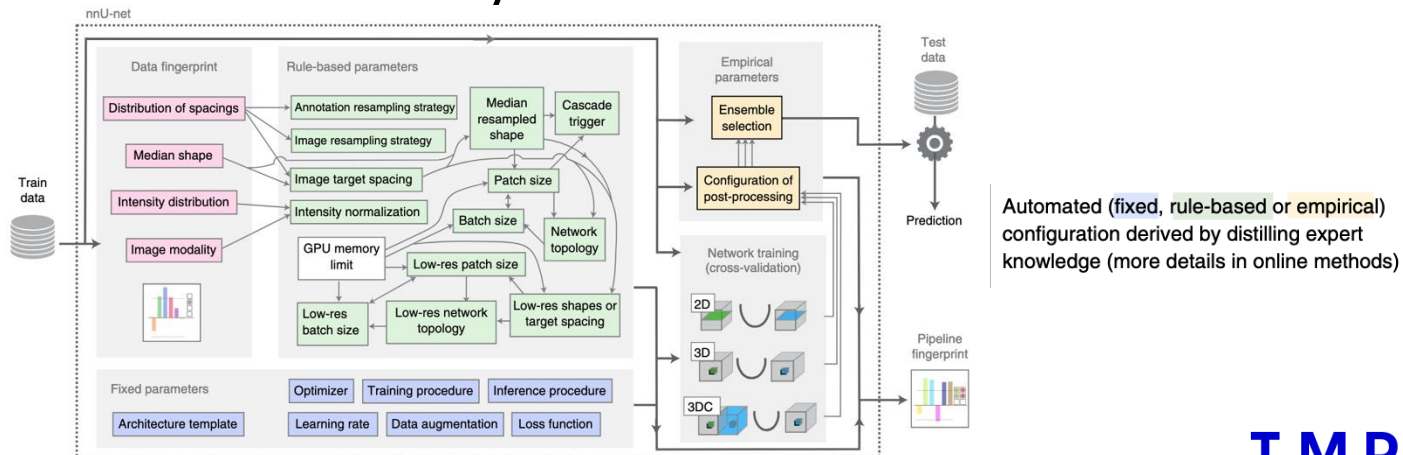 nnU-net
Data fingerprint
Distribution of spacings
Median shape
Intensity distribution
Image modality
Train
data
Rule-based parameters
Annotation resampling strategy
Image resampling strategy
Image target spacing
Intensity normalization
Median
resampled
shape
Cascade
trigger
Patch size
Batch size
Network
topology
GPU memory
limit
Low-res patch size
Low-res
batch size
Low-res network
topology
Low-res shapes or
target spacing
Fixed parameters
Optimizer
Training procedure
Inference procedure
Architecture template
Learning rate
Data augmentation
Loss function
Empirical
parameters
Ensemble
selection
Configuration of
post-processing
Network training
(cross-validation)
2D
3D
3DC
Test
data
Prediction
Pipeline
fingerprint
Automated (fixed, rule-based or empirical)
configuration derived by distilling expert
knowledge (more details in online methods)